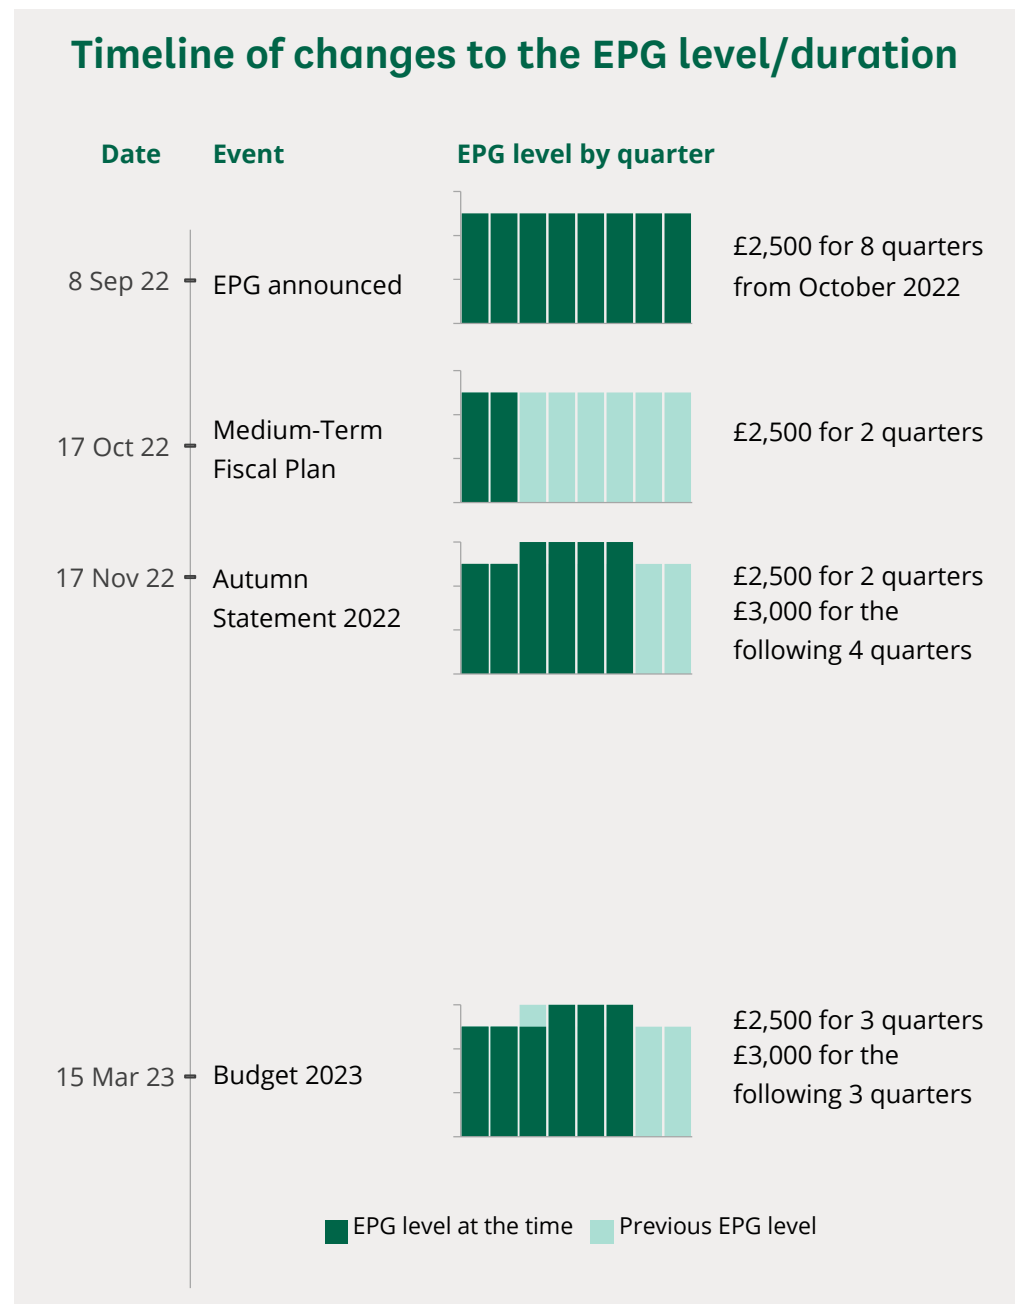 Timeline of changes to the EPG level/duration
Date
Event
EPG level by quarter
8 Sep 22
EPG announced
£2,500 for 8 quarters
from October 2022
17 Oct 22
Medium-Term
Fiscal Plan
£2,500 for 2 quarters
17 Nov 22
Autumn
Statement 2022
£2,500 for 2 quarters
£3,000 for the
following 4 quarters
15 Mar 23
Budget 2023
£2,500 for 3 quarters
£3,000 for the
following 3 quarters
EPG level at the time
Previous EPG level